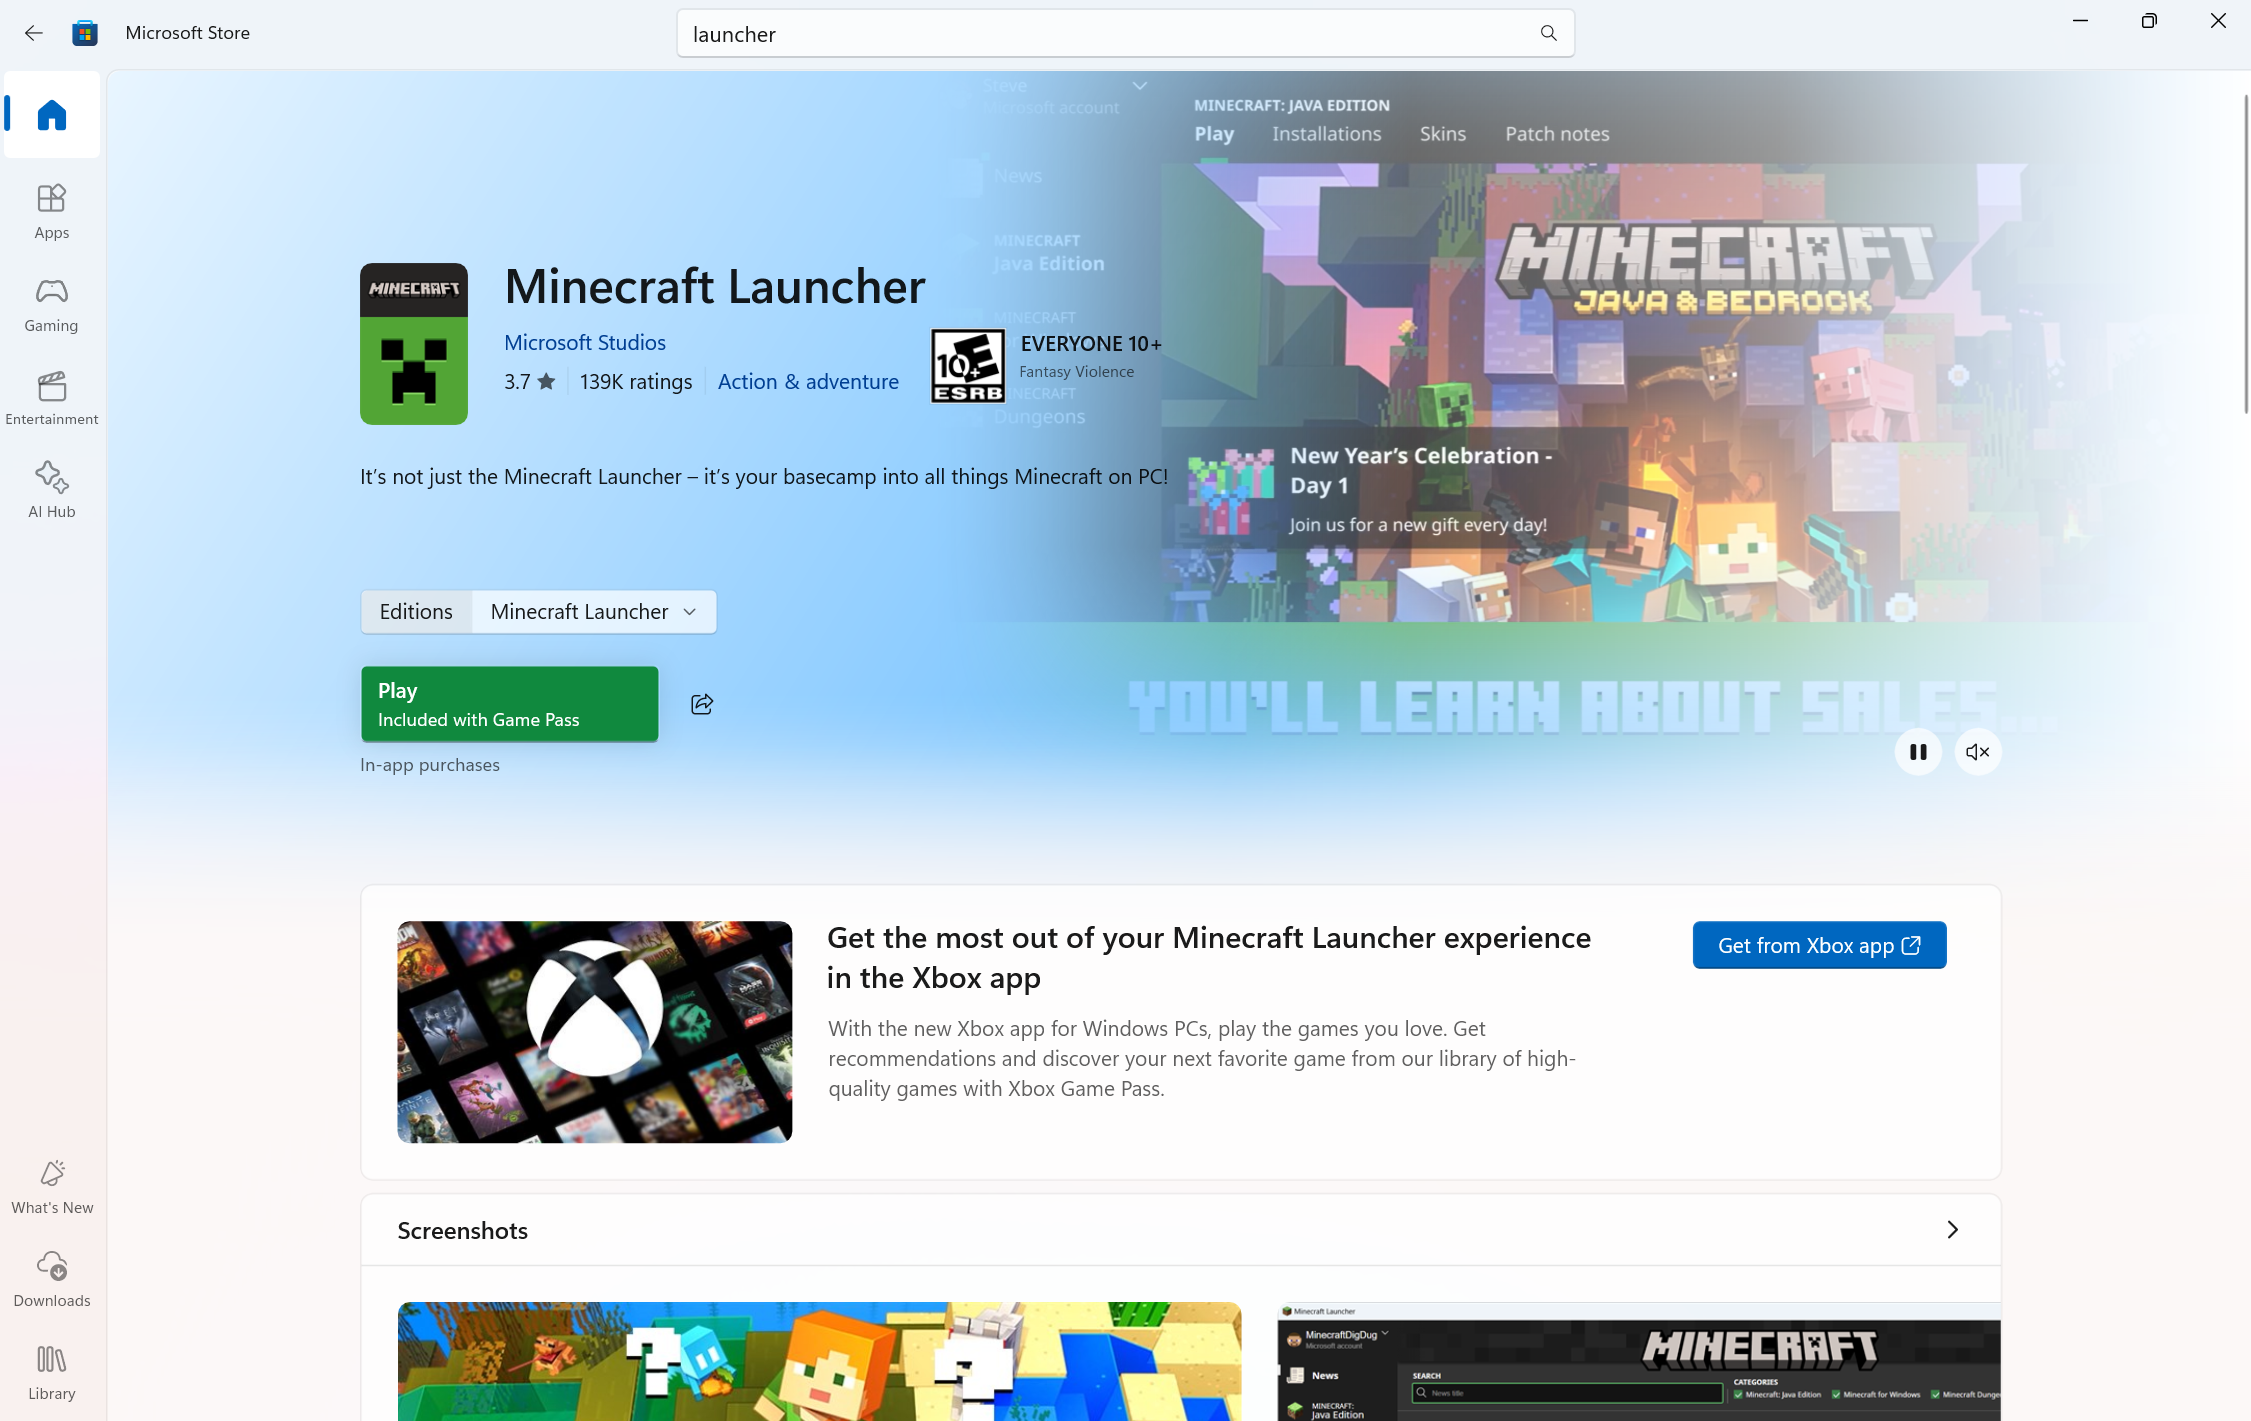 Microsoft Store
launcher
Steve
Microsoft account
MINECRAFT: JAVA EDITION
Play
Installations
Skins
Patch notes
News
MINECRAFT
Java Edition
MINECRAFT
MINECRAFT
Dungeons
MINECRAFT
JAVA & BEDROCK
New Year's Celebration -
Day 1
Join us for a new gift every day!
YOU'LL LEARN ABOUT SALES...
Apps
Gaming
Entertainment
AI Hub
What's New
Downloads
Library
MINECRAFT
Minecraft Launcher
Microsoft Studios
3.7 ★ 139K ratings Action & adventure
10+
ESRB
EVERYONE 10+
Fantasy Violence
It's not just the Minecraft Launcher – it's your basecamp into all things Minecraft on PC!
Editions Minecraft Launcher
Play
Included with Game Pass
In-app purchases
Get the most out of your Minecraft Launcher experience
in the Xbox app
With the new Xbox app for Windows PCs, play the games you love. Get
recommendations and discover your next favorite game from our library of high-
quality games with Xbox Game Pass.
Get from Xbox app
Screenshots
Minecraft Launcher
MinecraftDigDug
Microsoft account
News
MINECRAFT:
Java Edition
MINECRAFT
SEARCH
News title
CATEGORIES
Minecraft: Java Edition
Minecraft for Windows
Minecraft Dunge